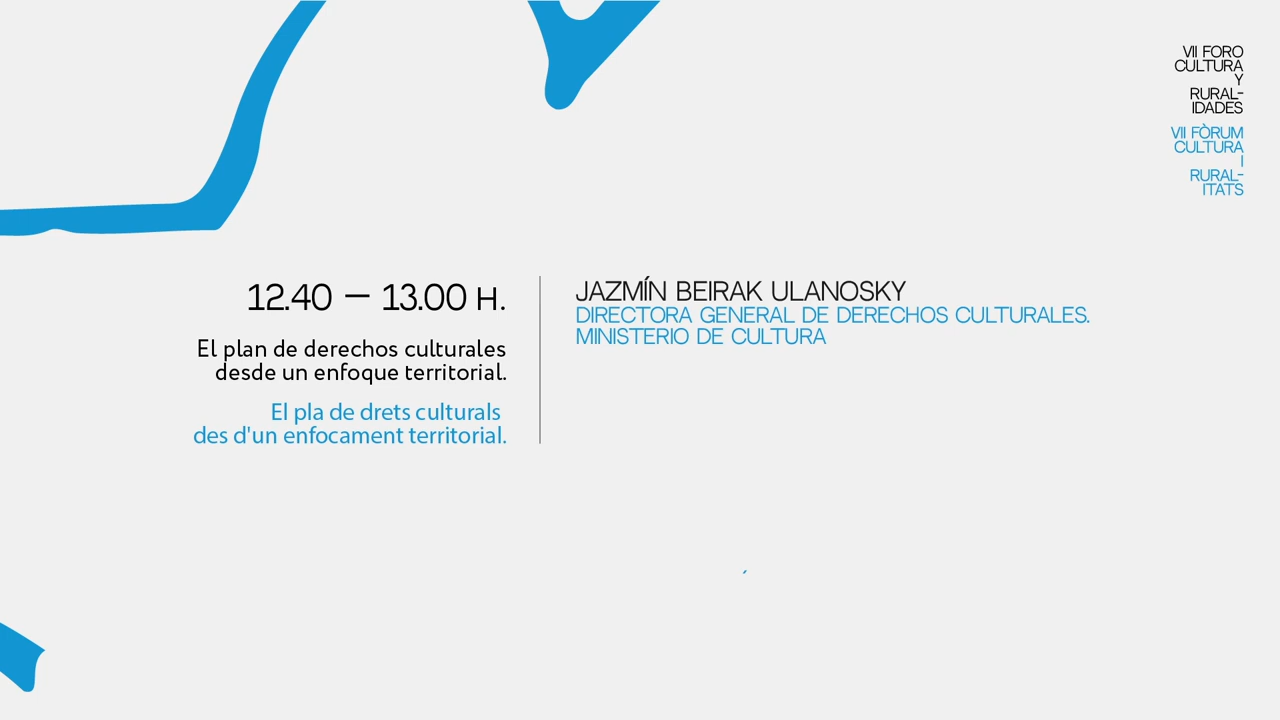 VII FORO
CULTURA
Y
RURAL-
IDADES
VII FÒRUM
CULTURA
I
RURAL-
ITATS
12.40 — 13.00 H.
El plan de derechos culturales
desde un enfoque territorial.
El pla de drets culturals
des d'un enfocament territorial.
JAZMÍN BEIRAK ULANOSKY
DIRECTORA GENERAL DE DERECHOS CULTURALES.
MINISTERIO DE CULTURA